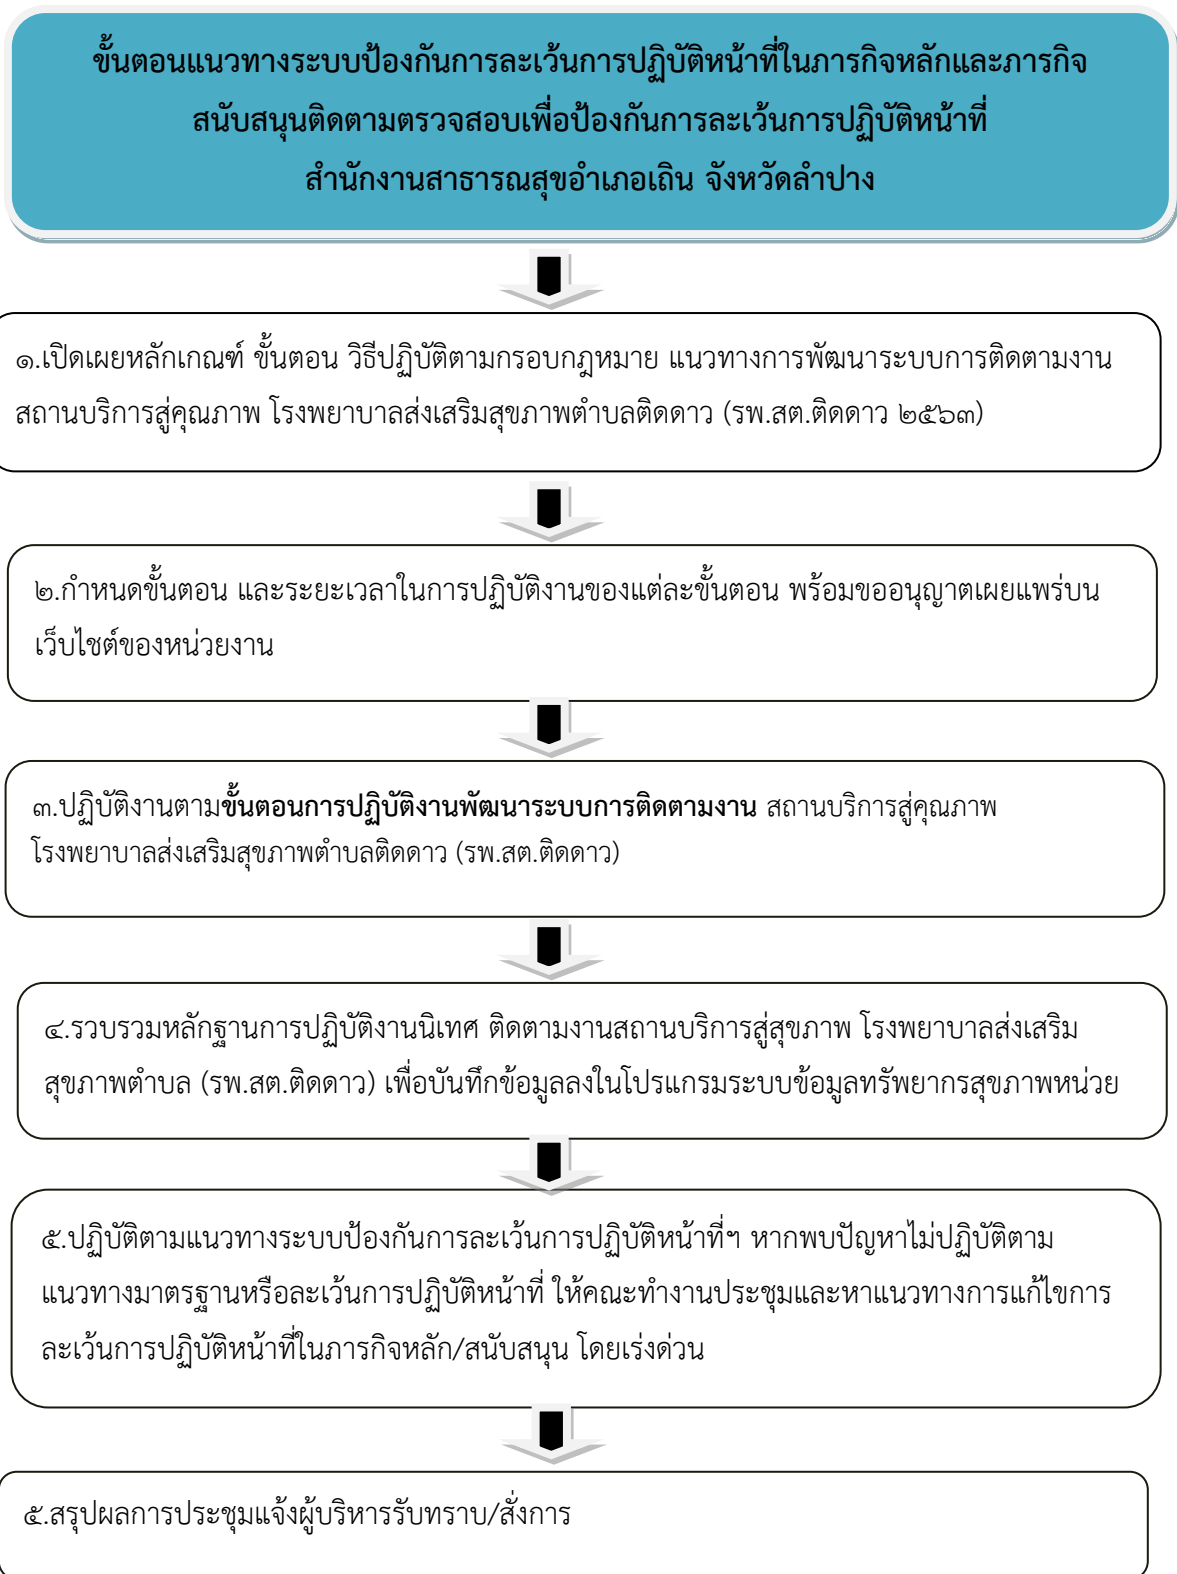 ขั้นตอนแนวทางระบบป้องกันการละเว้นการปฏิบัติหน้าที่ในภารกิจหลักและภารกิจ
สนับสนุนติดตามตรวจสอบเพื่อป้องกันการละเว้นการปฏิบัติหน้าที่
สำนักงานสาธารณสุขอำเภอเถิน จังหวัดลำปาง
๑.เปิดเผยหลักเกณฑ์ ขั้นตอน วิธีปฏิบัติตามกรอบกฎหมาย แนวทางการพัฒนาระบบการติดตามงาน
สถานบริการสู่คุณภาพ โรงพยาบาลส่งเสริมสุขภาพตำบลติดดาว (รพ.สต.ติดดาว ๒๕๖๓)
๒.กำหนดขั้นตอน และระยะเวลาในการปฏิบัติงานของแต่ละขั้นตอน พร้อมขออนุญาตเผยแพร่บน
เว็บไซต์ของหน่วยงาน
๓.ปฏิบัติงานตามขั้นตอนการปฏิบัติงานพัฒนาระบบการติดตามงาน สถานบริการสู่คุณภาพ
โรงพยาบาลส่งเสริมสุขภาพตำบลติดดาว (รพ.สต.ติดดาว)
๔.รวบรวมหลักฐานการปฏิบัติงานนิเทศ ติดตามงานสถานบริการสู่สุขภาพ โรงพยาบาลส่งเสริม
สุขภาพตำบล (รพ.สต.ติดดาว) เพื่อบันทึกข้อมูลลงในโปรแกรมระบบข้อมูลทรัพยากรสุขภาพหน่วย
๕.ปฏิบัติตามแนวทางระบบป้องกันการละเว้นการปฏิบัติหน้าที่ฯ หากพบปัญหาไม่ปฏิบัติตาม
แนวทางมาตรฐานหรือละเว้นการปฏิบัติหน้าที่ ให้คณะทำงานประชุมและหาแนวทางการแก้ไขการ
ละเว้นการปฏิบัติหน้าที่ในภารกิจหลัก/สนับสนุน โดยเร่งด่วน
๕.สรุปผลการประชุมแจ้งผู้บริหารรับทราบ/สั่งการ